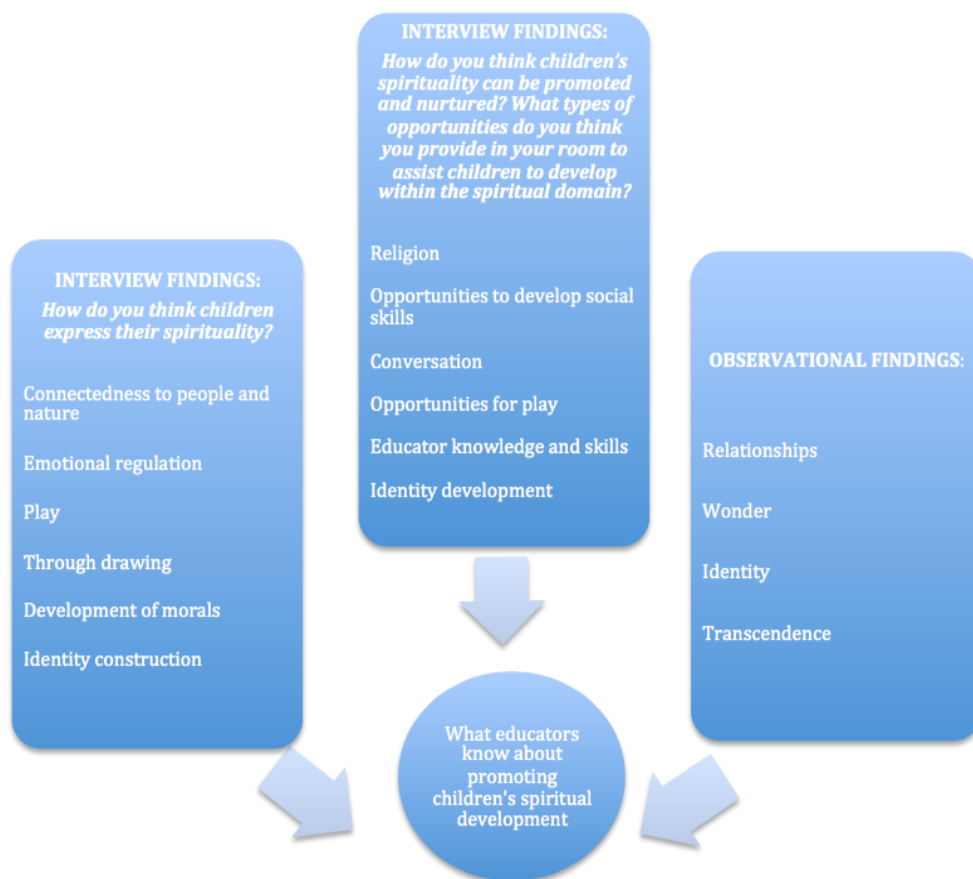 INTERVIEW FINDINGS:
How do you think children
express their spirituality?
Connectedness to people and
nature
Emotional regulation
Play
Through drawing
Development of morals
Identity construction
INTERVIEW FINDINGS:
How do you think children's
spirituality can be promoted
and nurtured? What types of
opportunities do you think
you provide in your room to
assist children to develop
within the spiritual domain?
Religion
Opportunities to develop social
skills
Conversation
Opportunities for play
Educator knowledge and skills
Identity development
OBSERVATIONAL FINDINGS:
Relationships
Wonder
Identity
Transcendence
What educators
know about
promoting
children's spiritual
development